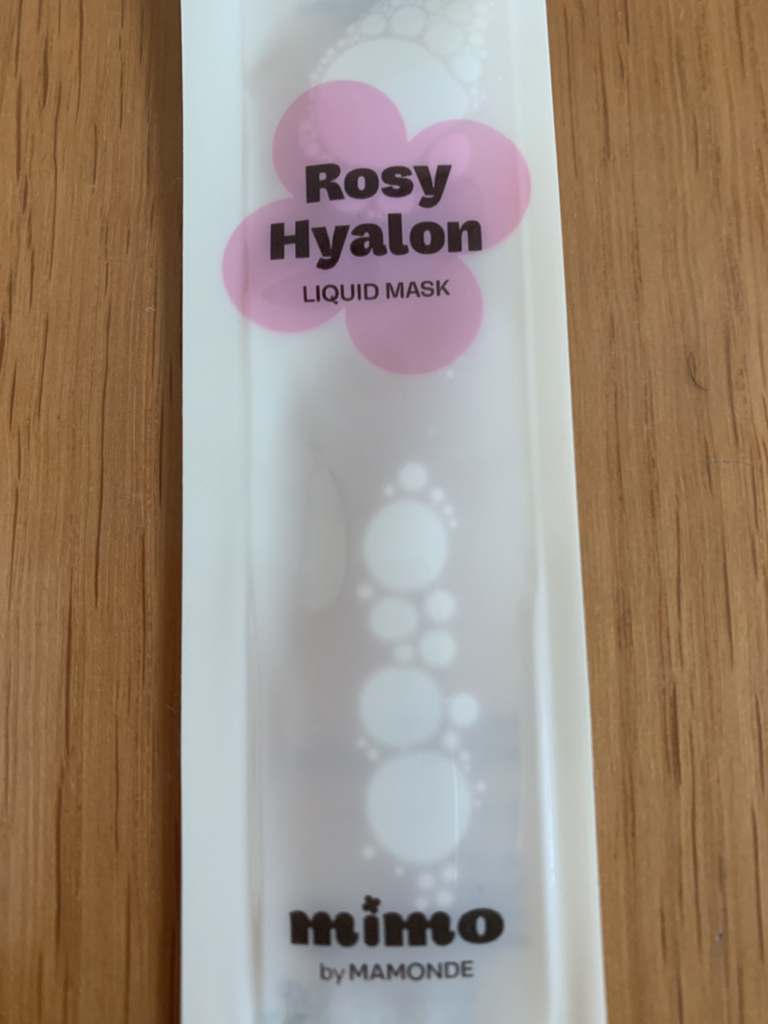 Rosy
Hyalon
LIQUID MASK
mimo
by MAMONDE